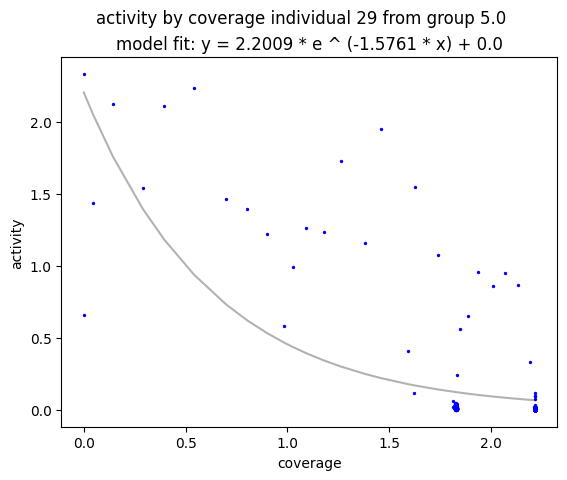 activity by coverage individual 29 from group 5.0
model fit: y = 2.2009 * e ^ (-1.5761 * x) + 0.0
2.0
1.5
activity
1.0
0.5
0.0
0.0 0.5 1.0 1.5 2.0
coverage